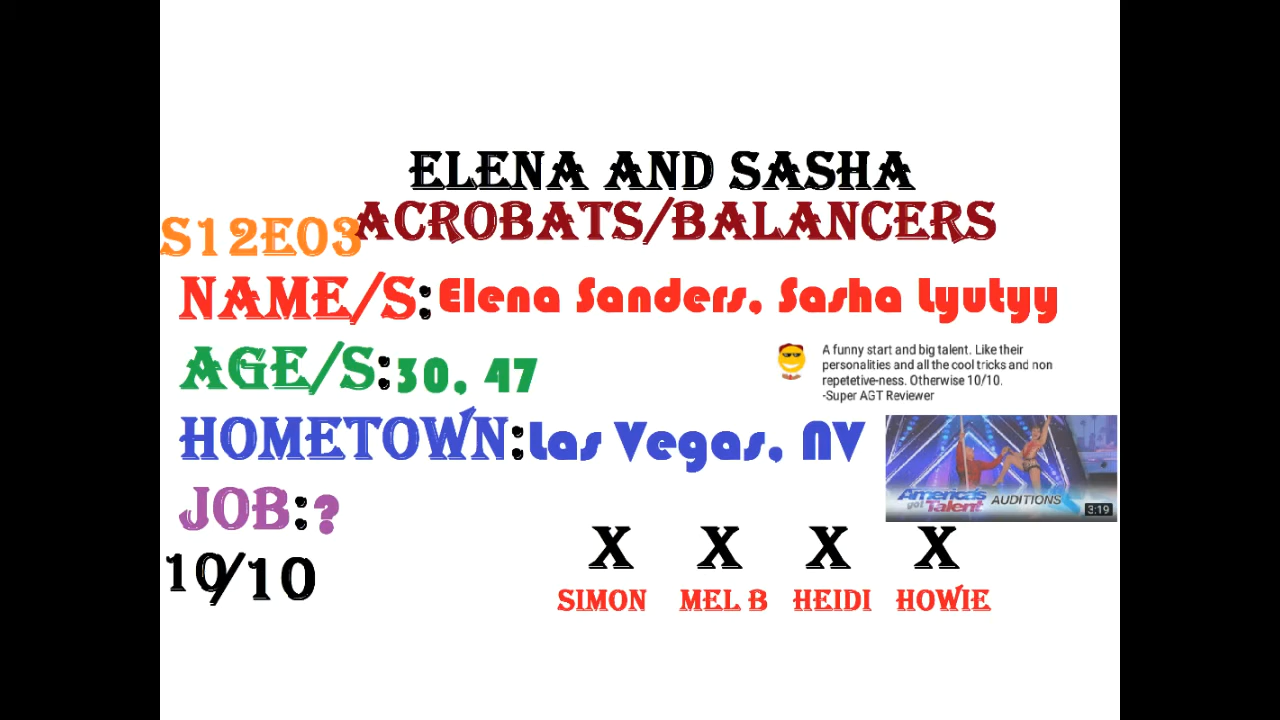 ELENA AND SASHA
ACROBATS/BALANCERS
S12E03
NAME/S:Elena Sanders, Sasha Lyutyy
AGE/S:30, 47
A funny start and big talent. Like their
personalities and all the cool tricks and non
repetetive-ness. Otherwise 10/10.
-Super AGT Reviewer
HOMETOWN:Las Vegas, NV
America's
got Talent AUDITIONS
3:19
JOB:?
10/10
X X X X
SIMON MEL B HEIDI HOWIE